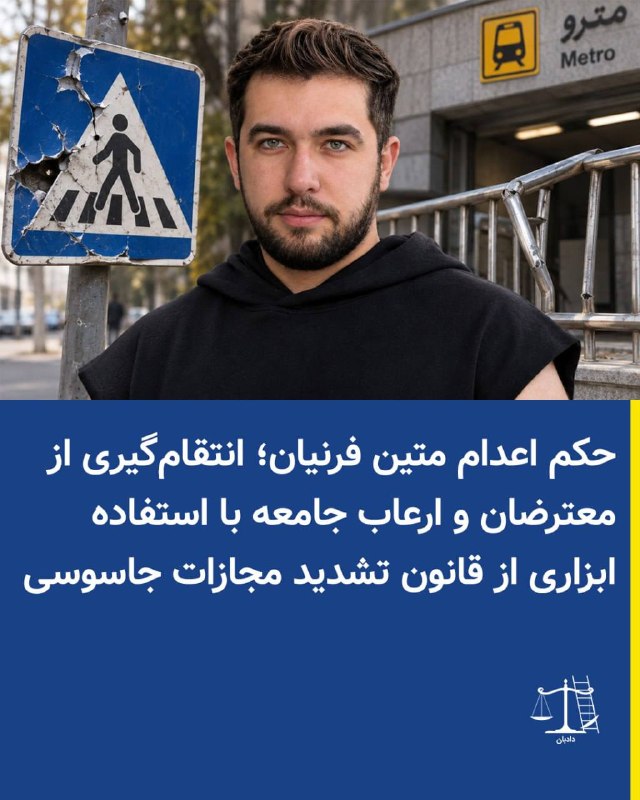 مترو
Metro
حکم اعدام متین فرنیان؛ انتقام‌گیری از
معترضان و ارعاب جامعه با استفاده
ابزاری از قانون تشدید مجازات جاسوسی
دادبان